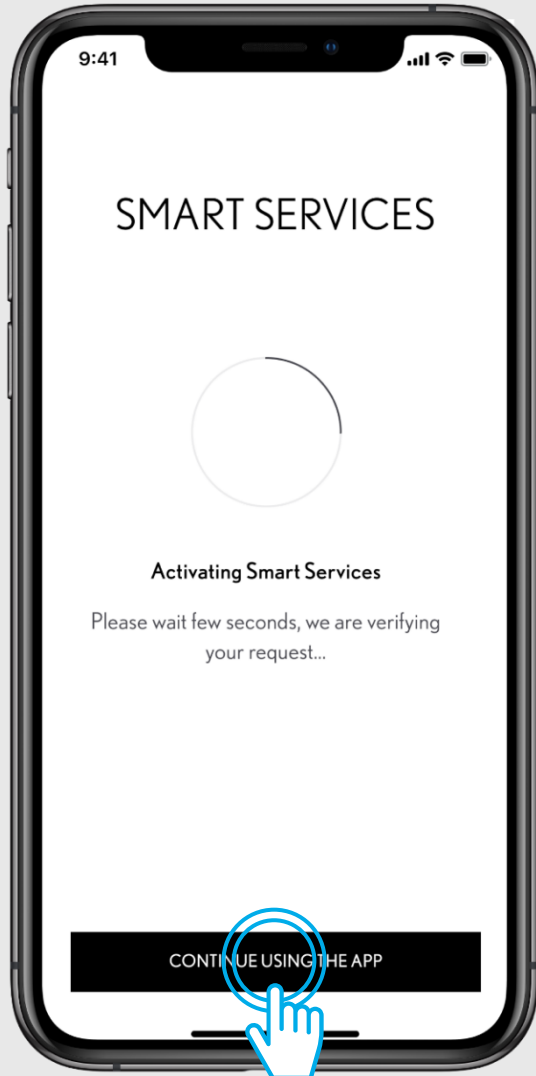 9:41
SMART SERVICES
Activating Smart Services
Please wait few seconds, we are verifying
your request...
CONTINUE USING THE APP